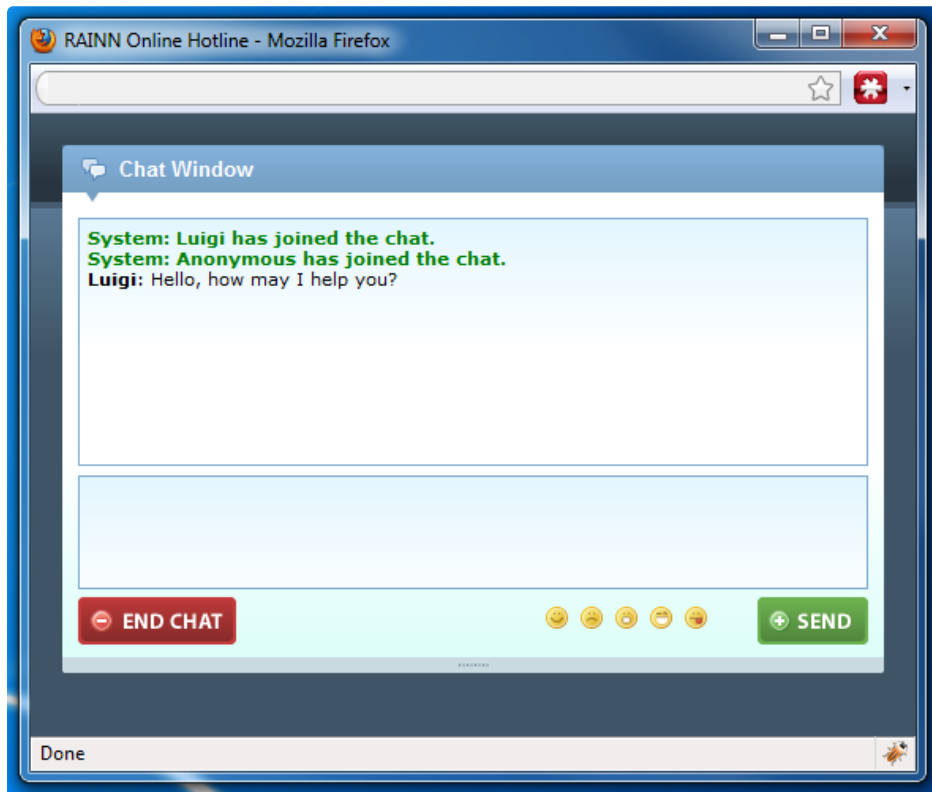 RAINN Online Hotline - Mozilla Firefox
Chat Window
System: Luigi has joined the chat.
System: Anonymous has joined the chat.
Luigi: Hello, how may I help you?
END CHAT
SEND
Done